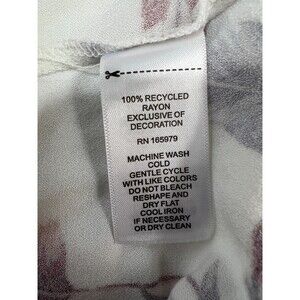 100% RECYCLED
RAYON
EXCLUSIVE OF
DECORATION
RN 165979
MACHINE WASH
COLD
GENTLE CYCLE
WITH LIKE COLORS
DO NOT BLEACH
RESHAPE AND
DRY FLAT
COOL IRON
IF NECESSARY
OR DRY CLEAN